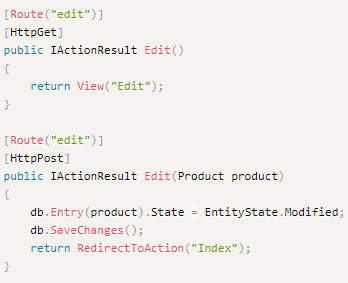 [Route("edit")]
[HttpGet]
public IActionResult Edit()
{
    return View("Edit");
}

[Route("edit")]
[HttpPost]
public IActionResult Edit(Product product)
{
    db.Entry(product).State = EntityState.Modified;
    db.SaveChanges();
    return RedirectToAction("Index");
}